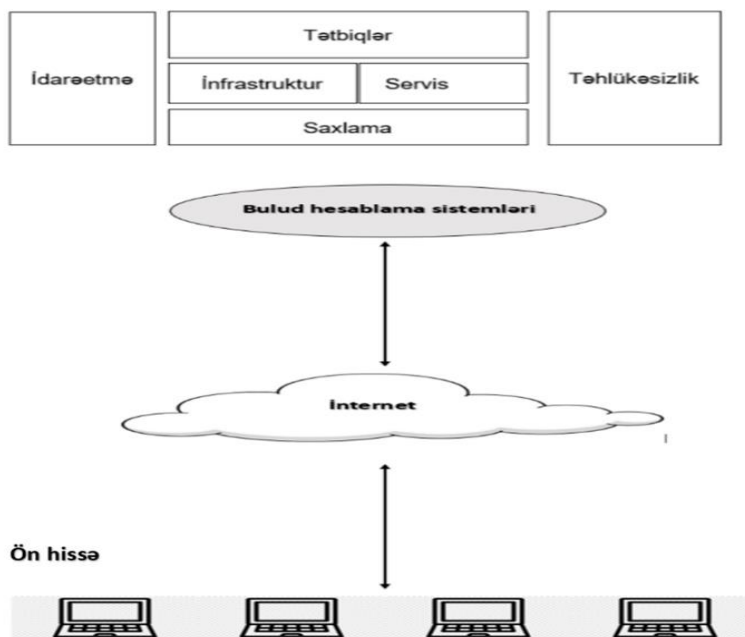 Tətbiqlər
İdarəetmə
İnfrastruktur
Servis
Təhlükəsizlik
Saxlama
Bulud hesablama sistemləri
İnternet
Ön hissə